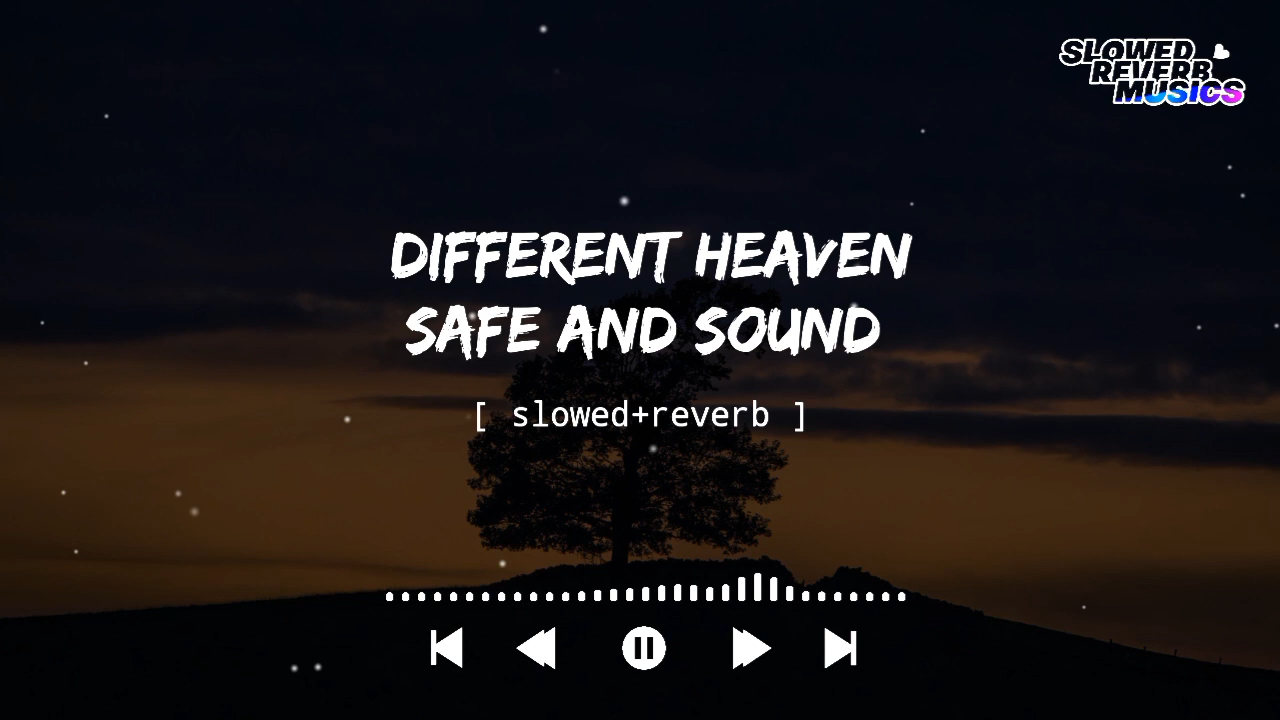 SLOWED
REVERB
MUSICS
DIFFERENT HEAVEN
SAFE AND SOUND
[ slowed+reverb ]